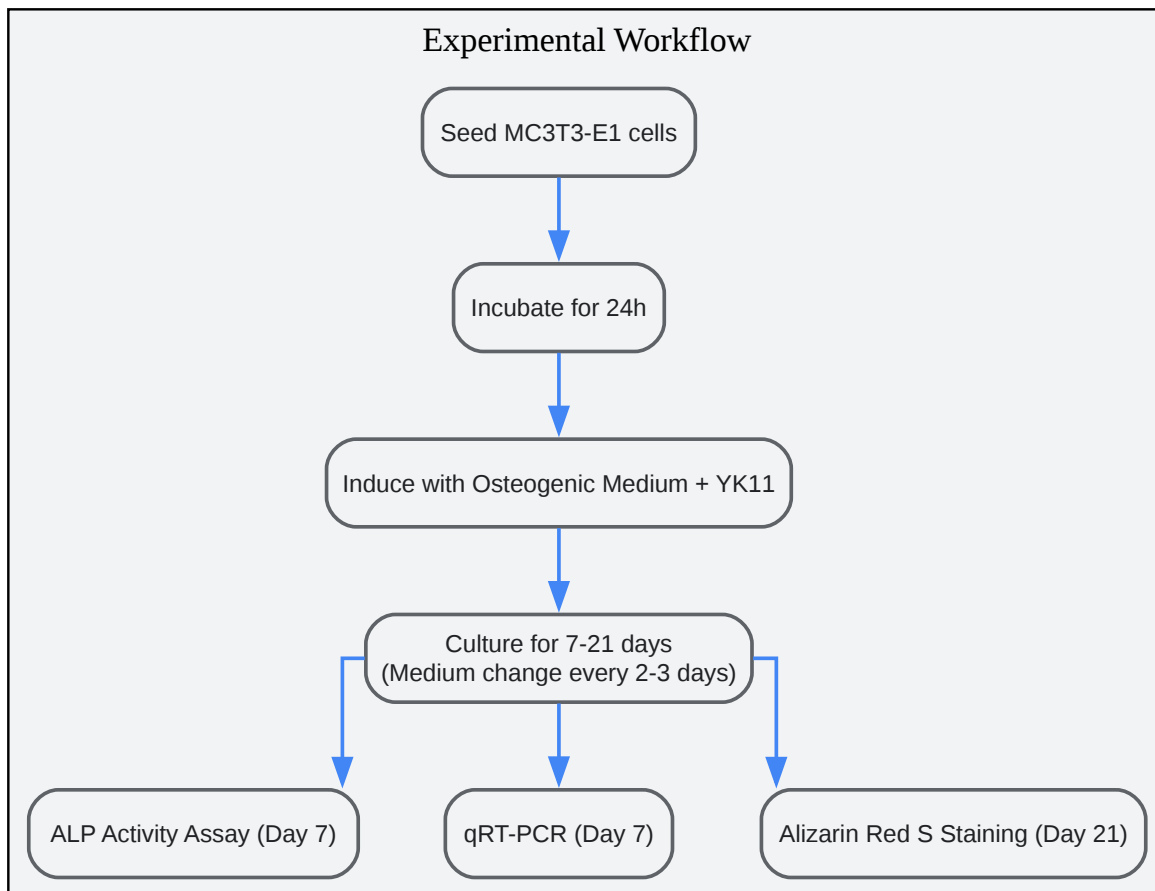 Experimental Workflow
Seed MC3T3-E1 cells
Incubate for 24h
Induce with Osteogenic Medium + YK11
Culture for 7-21 days
(Medium change every 2-3 days)
ALP Activity Assay (Day 7)
qRT-PCR (Day 7)
Alizarin Red S Staining (Day 21)